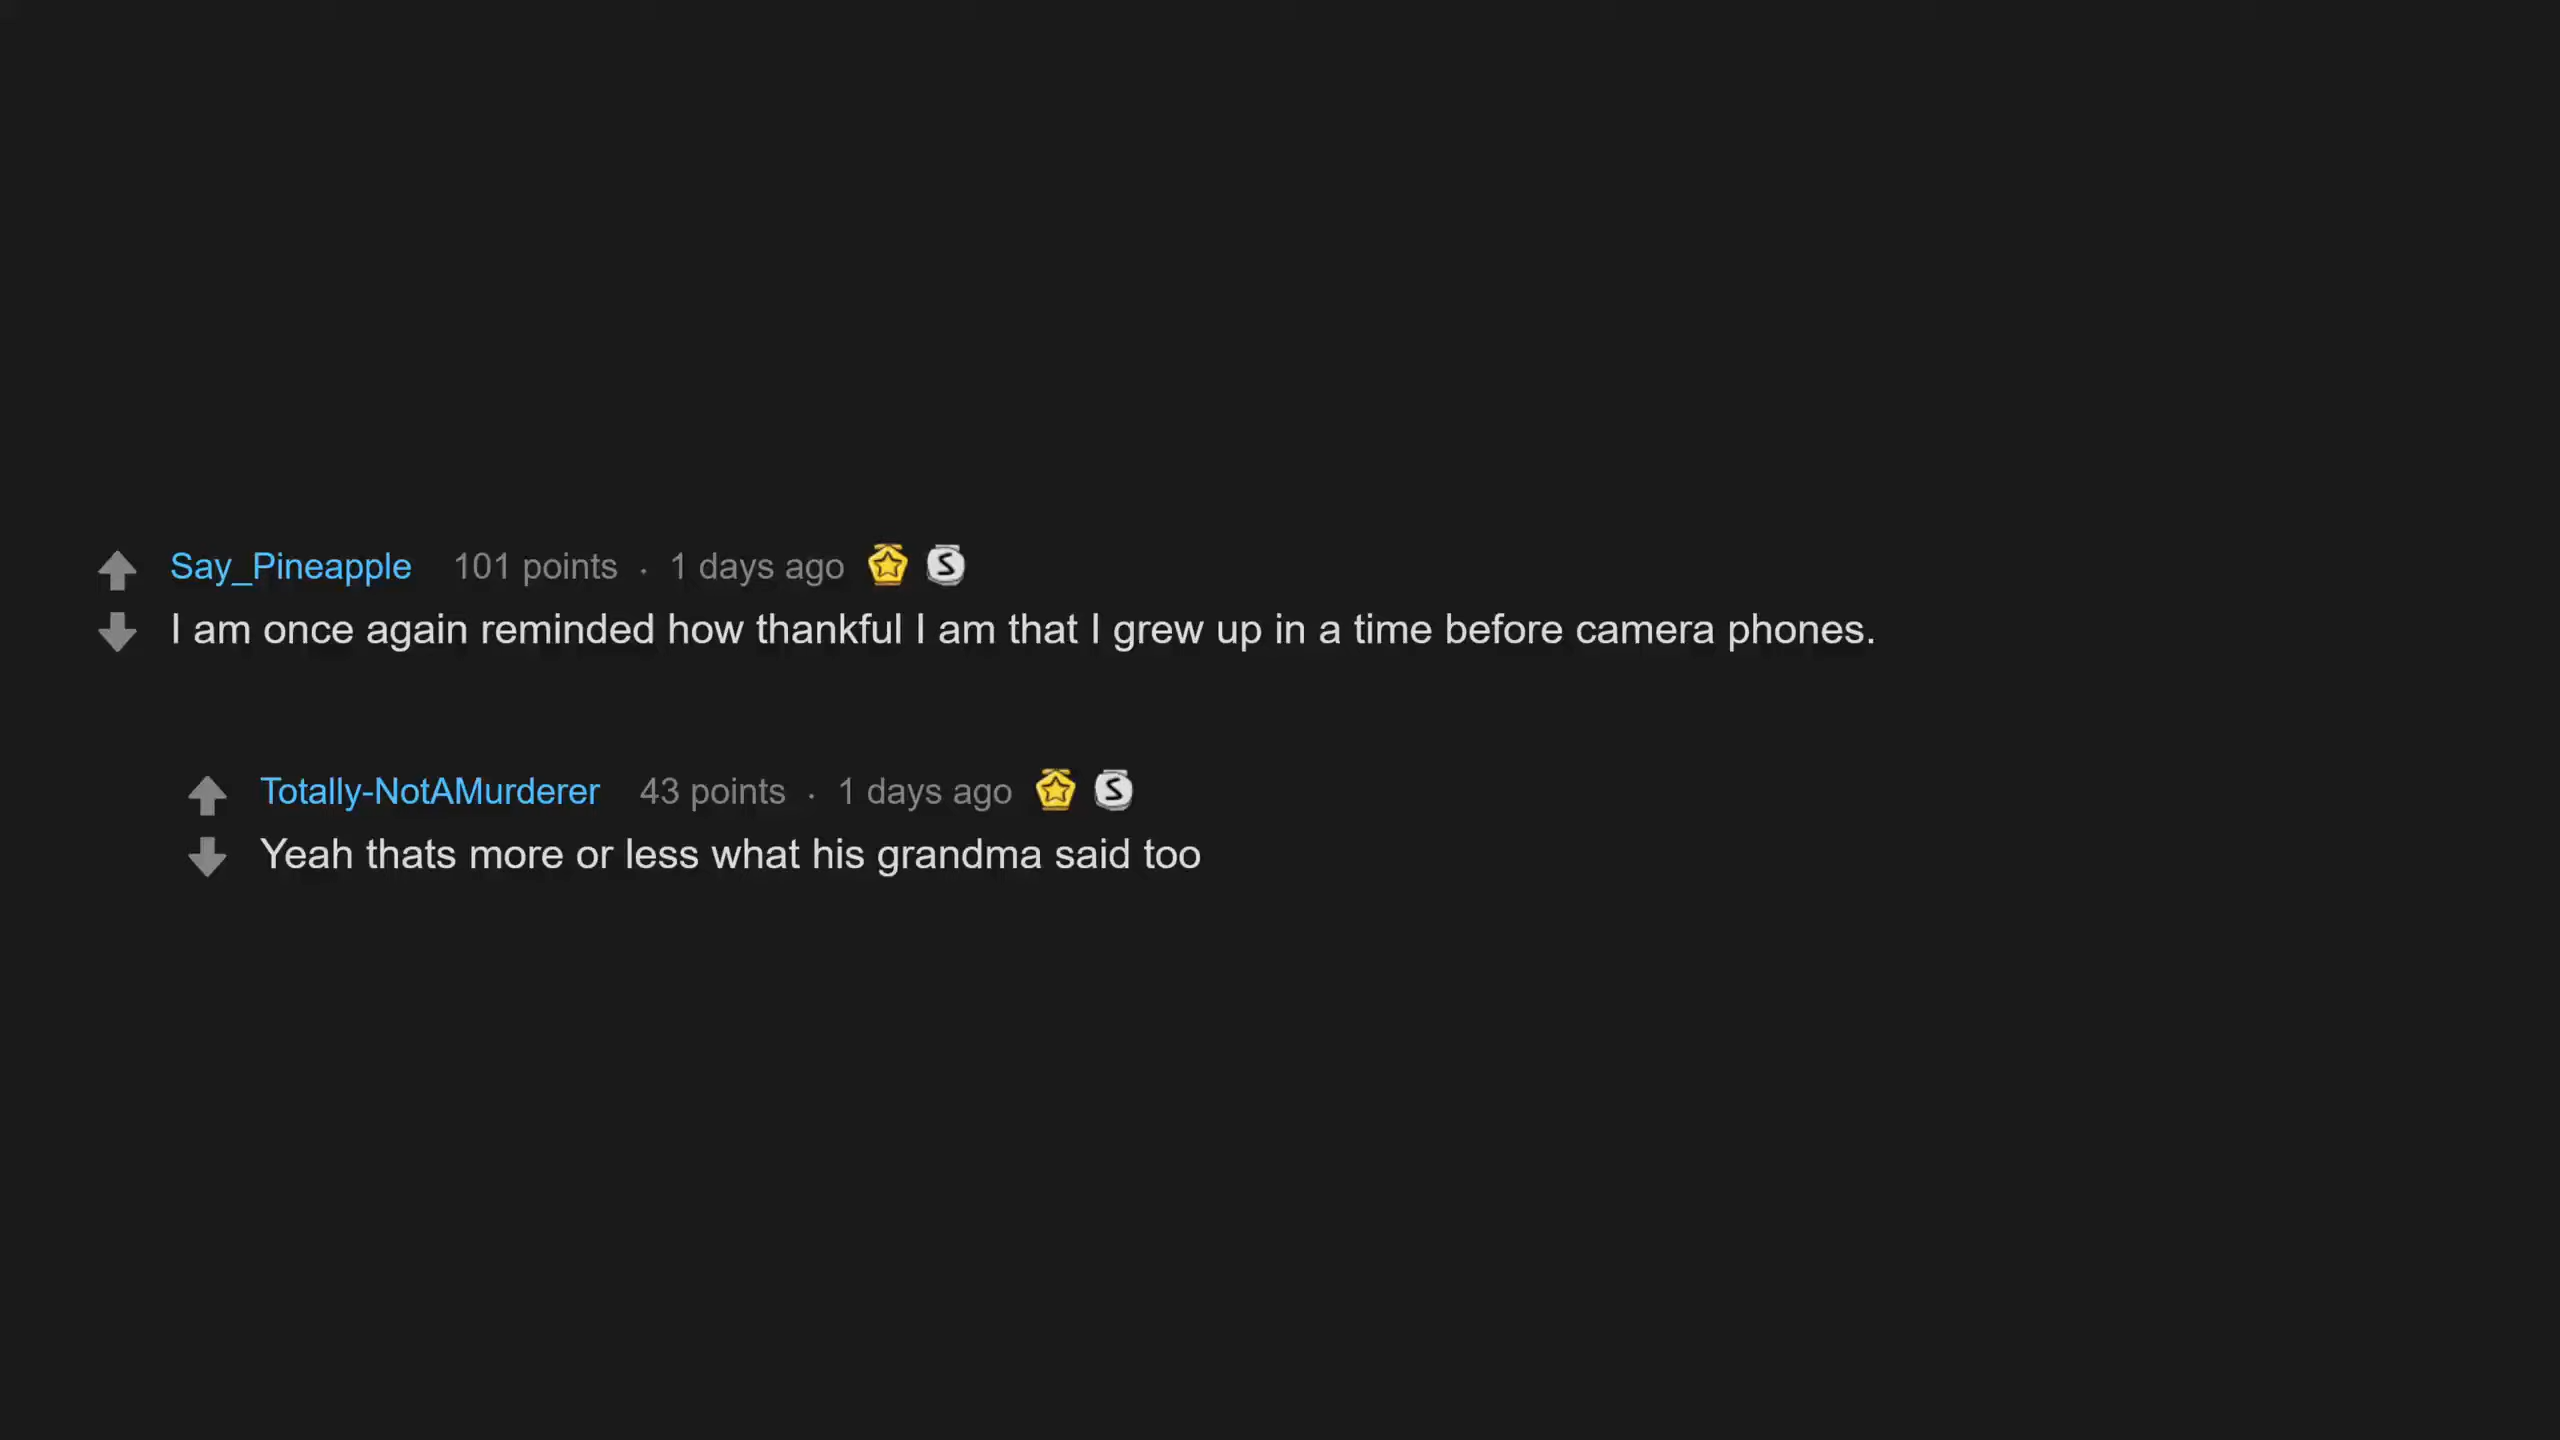 Say_Pineapple 101 points · 1 days ago S
I am once again reminded how thankful I am that I grew up in a time before camera phones.
Totally-NotAMurderer 43 points · 1 days ago S
Yeah thats more or less what his grandma said too